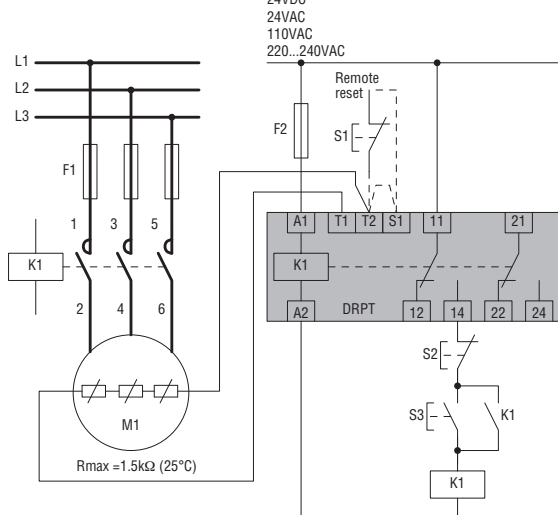 24VDC
24VAC
110VAC
220...240VAC
L1
L2
L3
Remote
reset
F2
S1
F1
1
3
5
A1
T1
T2
S1
11
21
K1
K1
2
4
6
A2
DRPT
12
14
22
24
S2
M1
S3
K1
Rmax =1.5kΩ (25°C)
K1